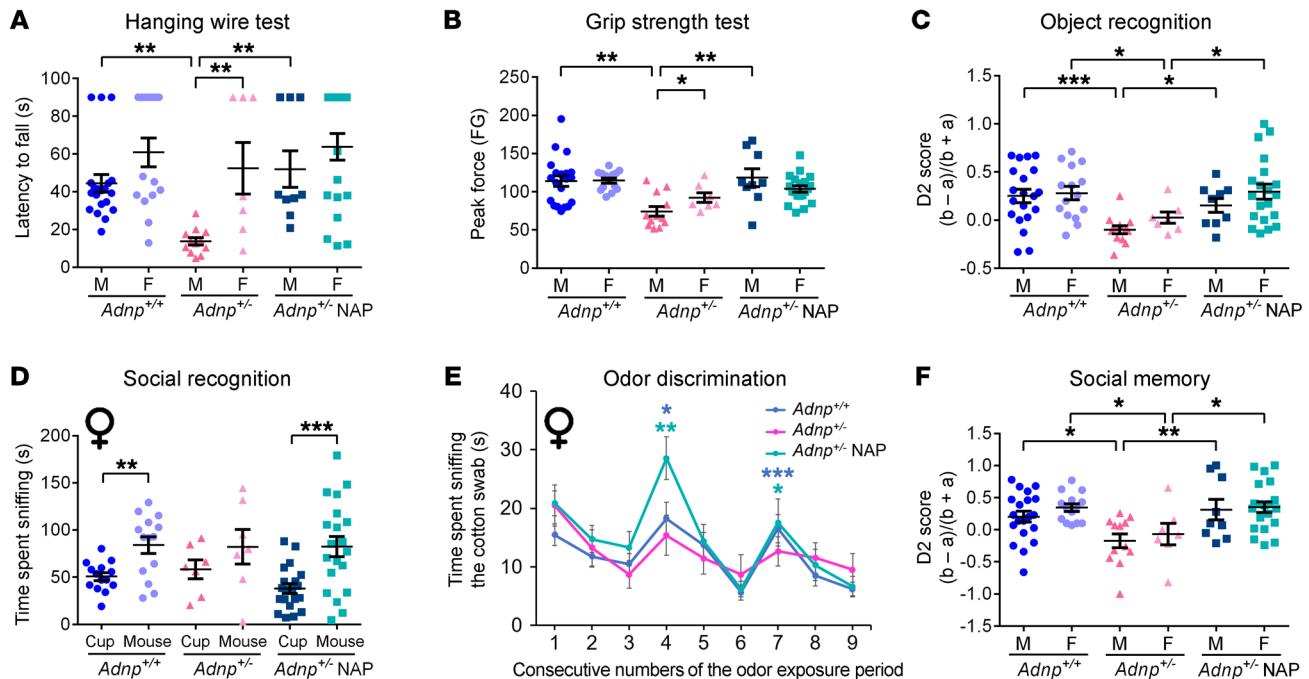 A Hanging wire test
Latency to fall (s)
100
80
60
40
20
0
** **
**
M F M F M F
Adnp+/+ Adnp+/- Adnp+/- NAP
B Grip strength test
Peak force (FG)
250
200
150
100
50
0
** **
*
M F M F M F
Adnp+/+ Adnp+/- Adnp+/- NAP
C Object recognition
D2 score
(b – a)/(b + a)
1.5
1.0
0.5
0.0
-0.5
* *
*** *
M F M F M F
Adnp+/+ Adnp+/- Adnp+/- NAP
D Social recognition
♀
Time spent sniffing (s)
200
150
100
50
0
** ***
Cup Mouse Cup Mouse Cup Mouse
Adnp+/+ Adnp+/- Adnp+/- NAP
E Odor discrimination
♀
Time spent sniffing
the cotton swab (s)
40
30
20
10
0
*
**
***
*
Adnp+/+
Adnp+/-
Adnp+/- NAP
1 2 3 4 5 6 7 8 9
Consecutive numbers of the odor exposure period
F Social memory
D2 score
(b – a)/(b + a)
1.5
1.0
0.5
0.0
-0.5
-1.0
-1.5
* *
* **
M F M F M F
Adnp+/+ Adnp+/- Adnp+/- NAP